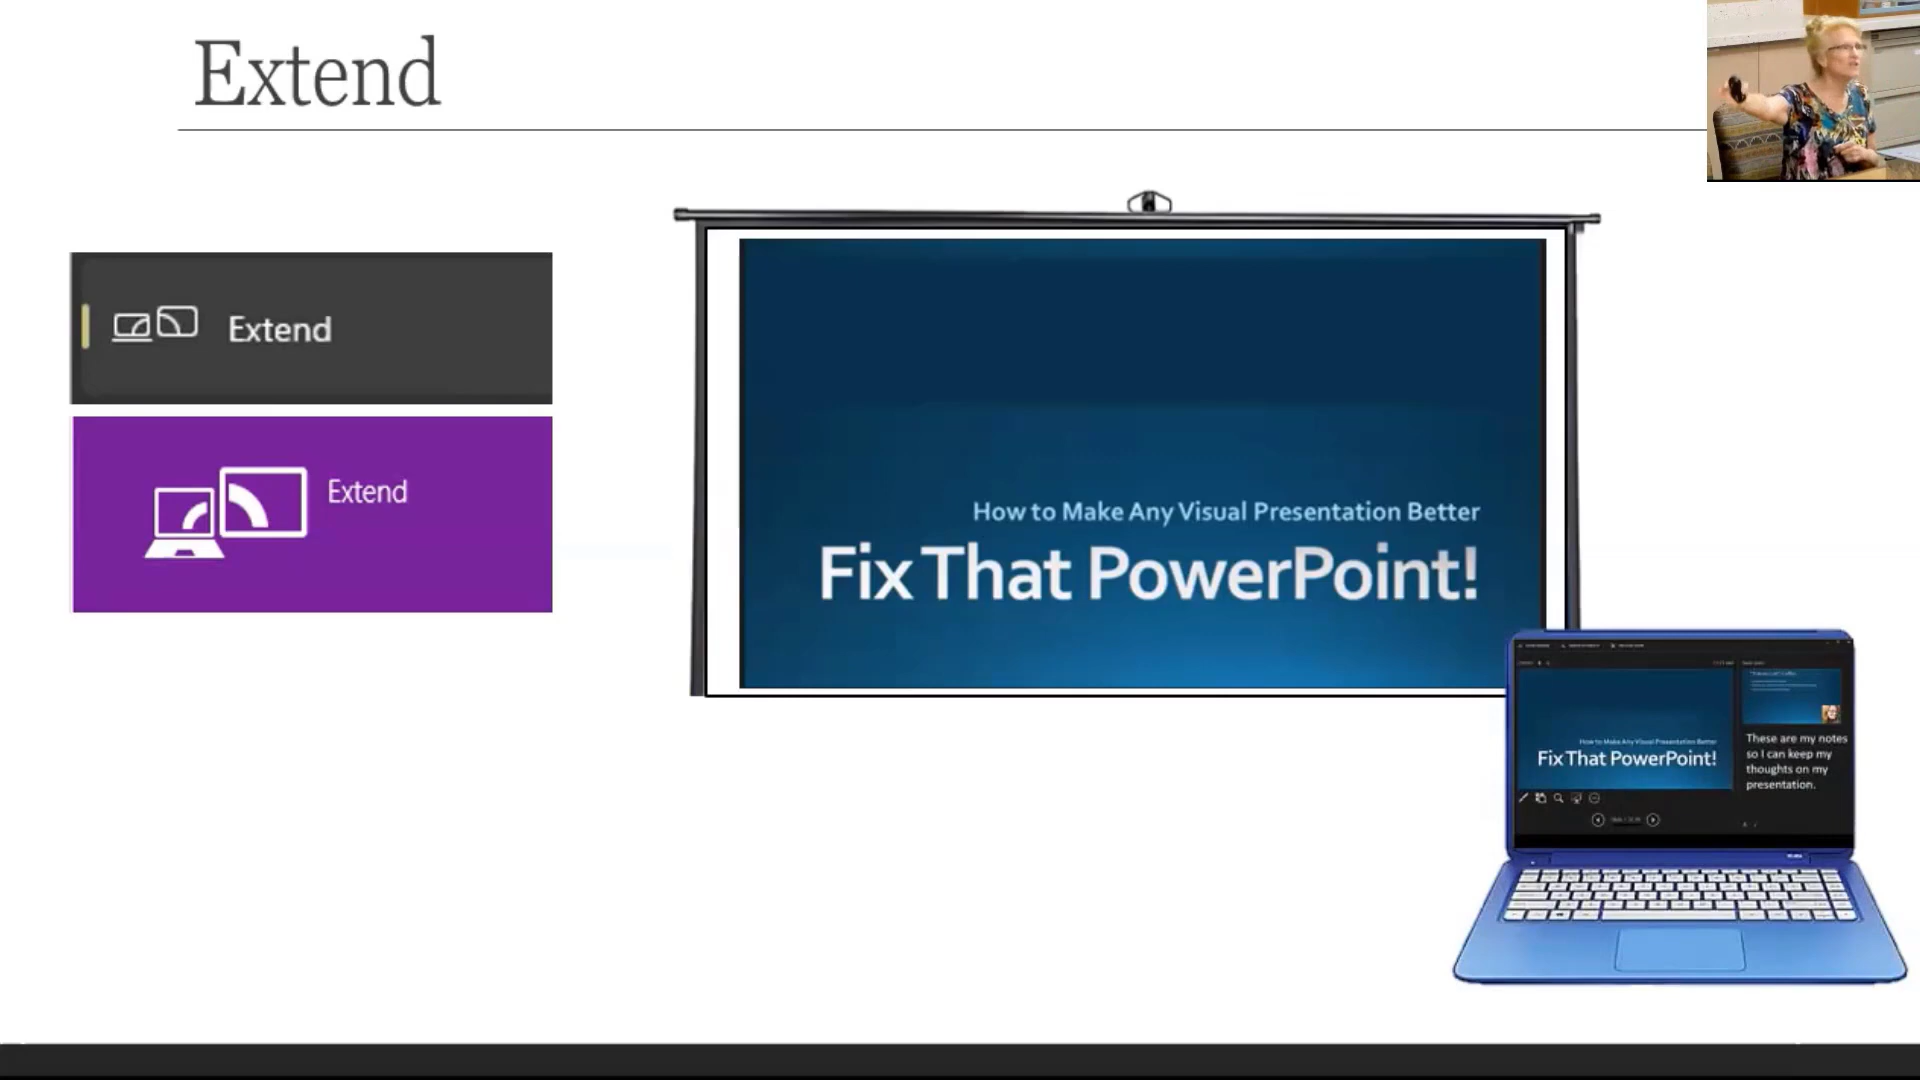 Extend
Extend
Extend
How to Make Any Visual Presentation Better
Fix That PowerPoint!
How to Make Any Visual Presentation Better
Fix That PowerPoint!
These are my notes
so I can keep my
thoughts on my
presentation.